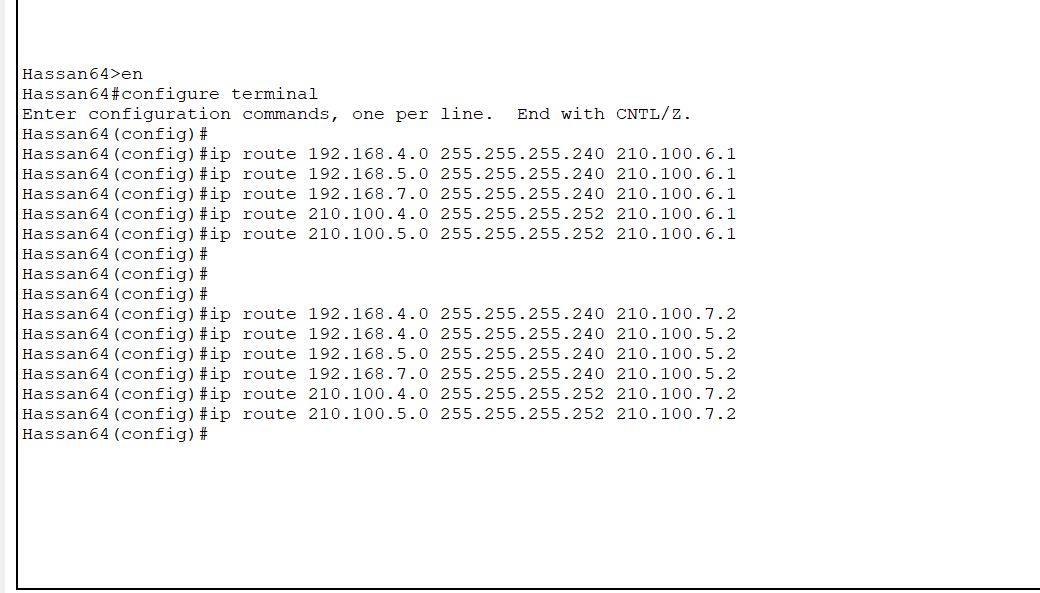 Hassan64>en
Hassan64#configure terminal
Enter configuration commands, one per line.  End with CNTL/Z.
Hassan64(config)#
Hassan64(config)#ip route 192.168.4.0 255.255.255.240 210.100.6.1
Hassan64(config)#ip route 192.168.5.0 255.255.255.240 210.100.6.1
Hassan64(config)#ip route 192.168.7.0 255.255.255.240 210.100.6.1
Hassan64(config)#ip route 210.100.4.0 255.255.255.252 210.100.6.1
Hassan64(config)#ip route 210.100.5.0 255.255.255.252 210.100.6.1
Hassan64(config)#
Hassan64(config)#
Hassan64(config)#
Hassan64(config)#ip route 192.168.4.0 255.255.255.240 210.100.7.2
Hassan64(config)#ip route 192.168.4.0 255.255.255.240 210.100.5.2
Hassan64(config)#ip route 192.168.5.0 255.255.255.240 210.100.5.2
Hassan64(config)#ip route 192.168.7.0 255.255.255.240 210.100.5.2
Hassan64(config)#ip route 210.100.4.0 255.255.255.252 210.100.7.2
Hassan64(config)#ip route 210.100.5.0 255.255.255.252 210.100.7.2
Hassan64(config)#